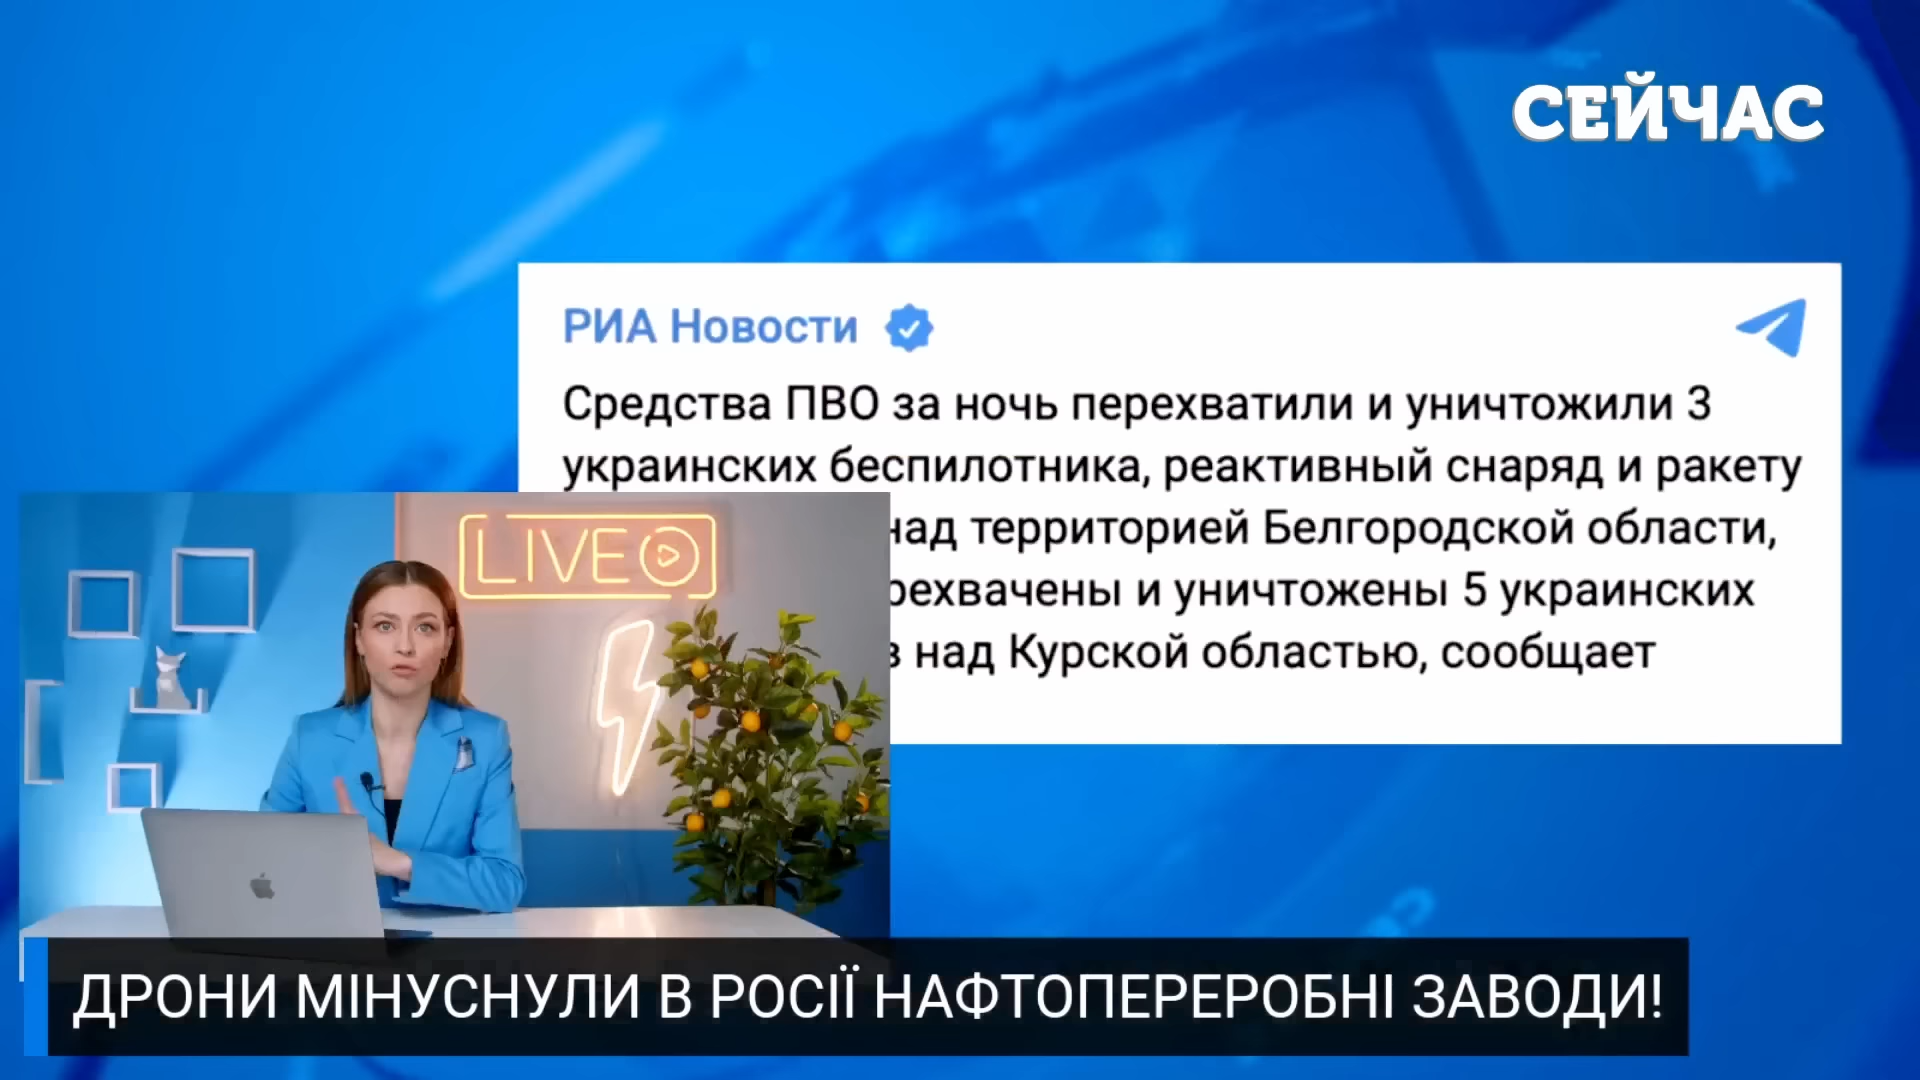 СЕЙЧАС
РИА Новости
Средства ПВО за ночь перехватили и уничтожили 3
украинских беспилотника, реактивный снаряд и ракету
над территорией Белгородской области,
и уничтожены 5 украинских
над Курской областью, сообщает
LIVE
ДРОНИ МІНУСНУЛИ В РОСІЇ НАФТОПЕРЕРОБНІ ЗАВОДИ!